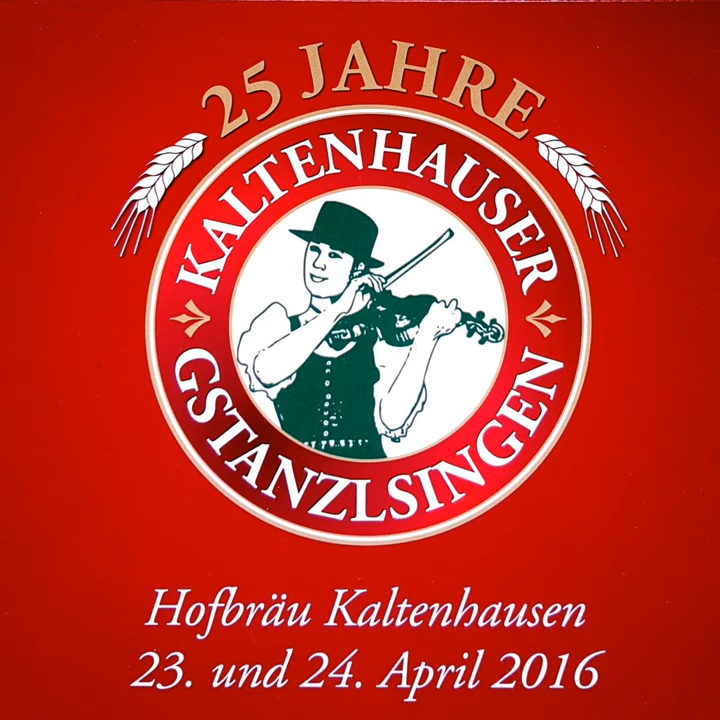 25 JAHRE
KALTENHAUSER
GSTANZLSINGEN
Hofbräu Kaltenhausen
23. und 24. April 2016